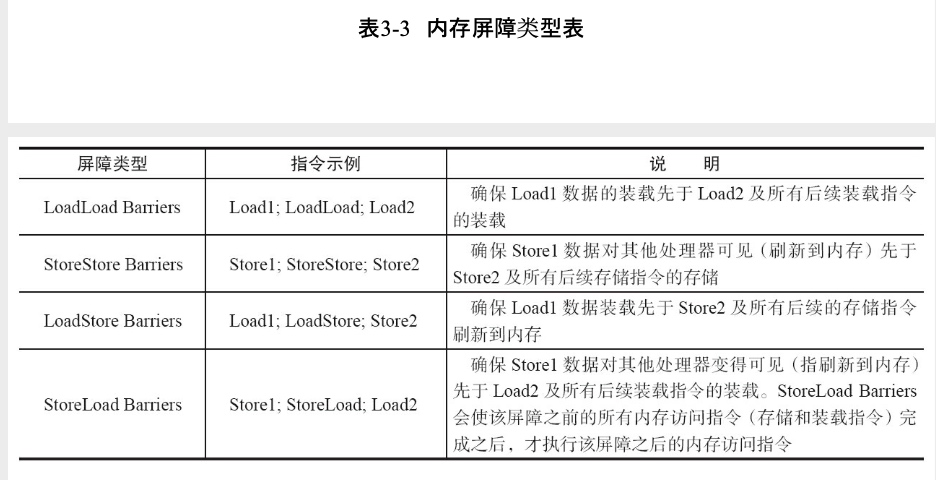 表3-3 内存屏障类型表
屏障类型 指令示例 说 明
LoadLoad Barriers Load1; LoadLoad; Load2 确保 Load1 数据的装载先于 Load2 及所有后续装载指令
的装载
StoreStore Barriers Store1; StoreStore; Store2 确保 Store1 数据对其他处理器可见（刷新到内存）先于
Store2 及所有后续存储指令的存储
LoadStore Barriers Load1; LoadStore; Store2 确保 Load1 数据装载先于 Store2 及所有后续的存储指令
刷新到内存
StoreLoad Barriers Store1; StoreLoad; Load2 确保 Store1 数据对其他处理器变得可见（指刷新到内存）
先于 Load2 及所有后续装载指令的装载。StoreLoad Barriers
会使该屏障之前的所有内存访问指令（存储和装载指令）完
成之后，才执行该屏障之后的内存访问指令